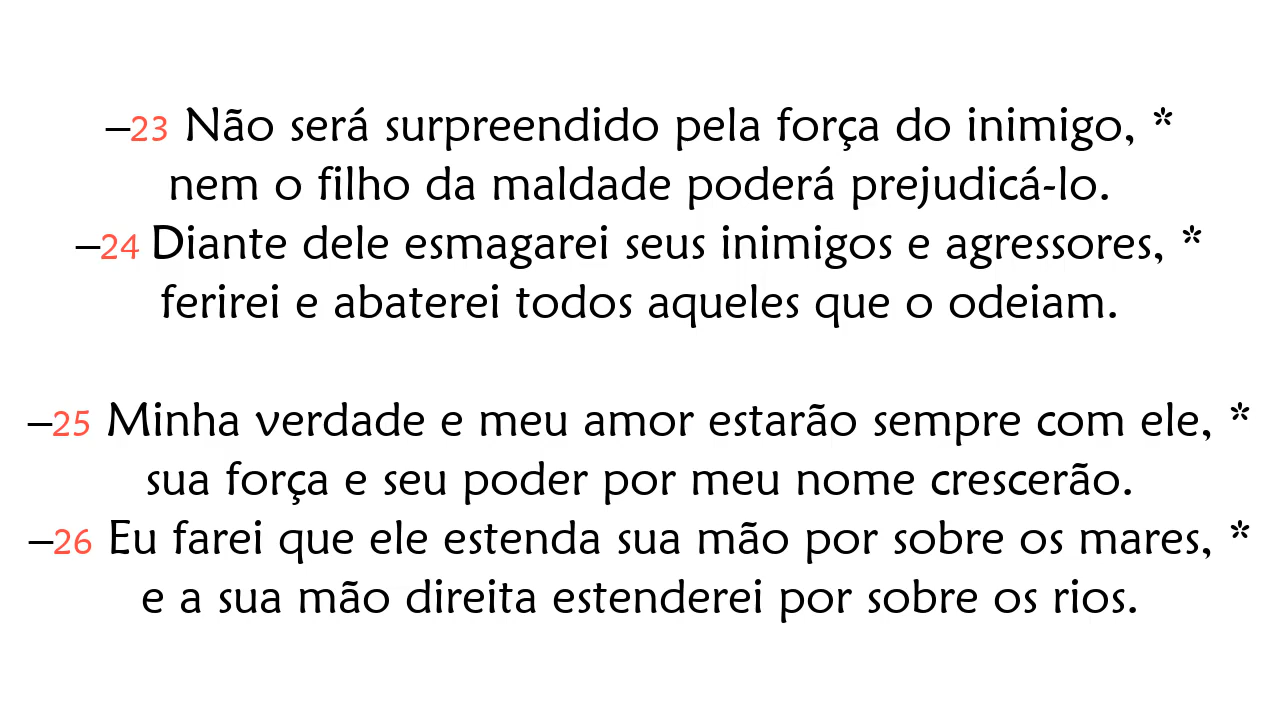 –23 Não será surpreendido pela força do inimigo, *
nem o filho da maldade poderá prejudicá-lo.
–24 Diante dele esmagarei seus inimigos e agressores, *
ferirei e abaterei todos aqueles que o odeiam.
–25 Minha verdade e meu amor estarão sempre com ele, *
sua força e seu poder por meu nome crescerão.
–26 Eu farei que ele estenda sua mão por sobre os mares, *
e a sua mão direita estenderei por sobre os rios.